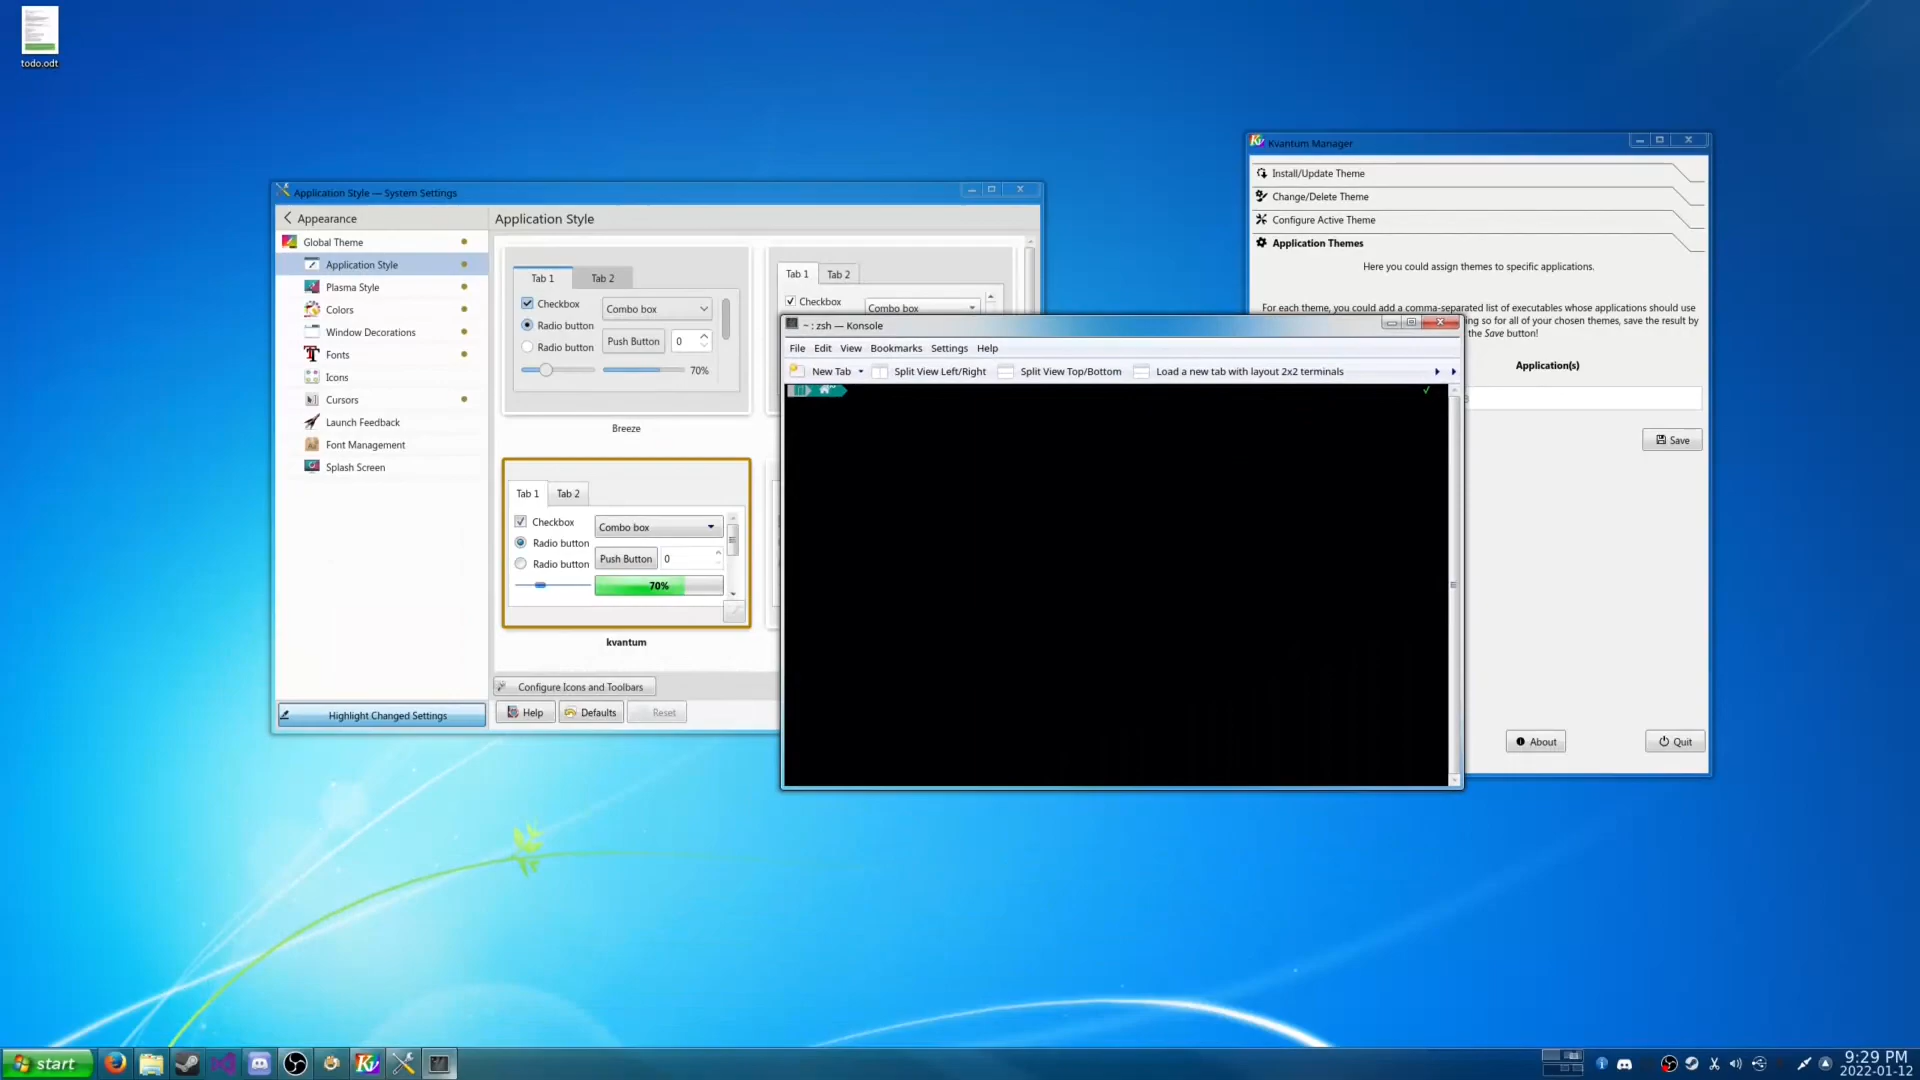 todo.odt
Application Style — System Settings
Appearance
Global Theme
Application Style
Plasma Style
Colors
Window Decorations
Fonts
Icons
Cursors
Launch Feedback
Font Management
Splash Screen
Highlight Changed Settings
Application Style
Tab 1 Tab 2
Checkbox Combo box
Radio button
Radio button Push Button 0
70%
Breeze
Tab 1 Tab 2
Checkbox Combo box
Tab 1 Tab 2
Checkbox Combo box
Radio button
Radio button Push Button 0
70%
kvantum
Configure Icons and Toolbars
Help Defaults Reset
~ : zsh — Konsole
File Edit View Bookmarks Settings Help
New Tab Split View Left/Right Split View Top/Bottom Load a new tab with layout 2x2 terminals
Kvantum Manager
Install/Update Theme
Change/Delete Theme
Configure Active Theme
Application Themes
Here you could assign themes to specific applications.
For each theme, you could add a comma-separated list of executables whose applications should use
so for all of your chosen themes, save the result by
the Save button!
Application(s)
Save
About Quit
start
9:29 PM
2022-01-12